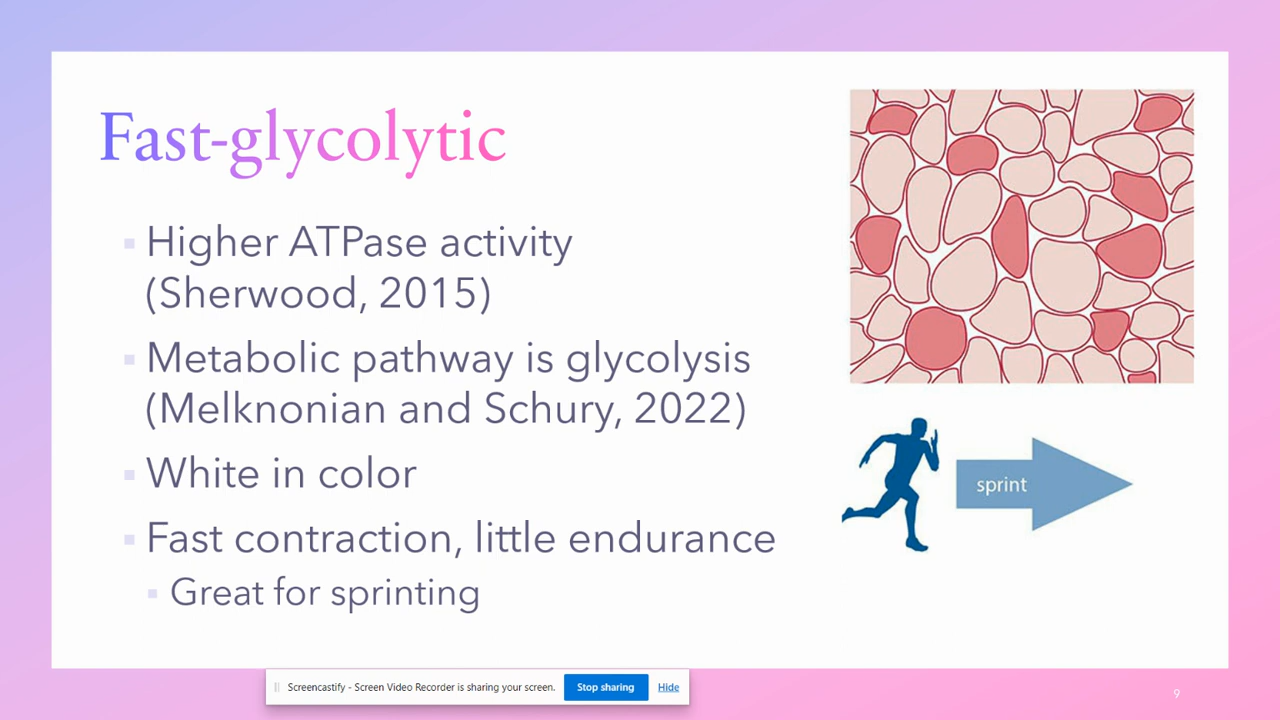 Fast-glycolytic
Higher ATPase activity
(Sherwood, 2015)
Metabolic pathway is glycolysis
(Melknonian and Schury, 2022)
White in color
Fast contraction, little endurance
Great for sprinting
sprint
Screencastify - Screen Video Recorder is sharing your screen.
Stop sharing
Hide
9